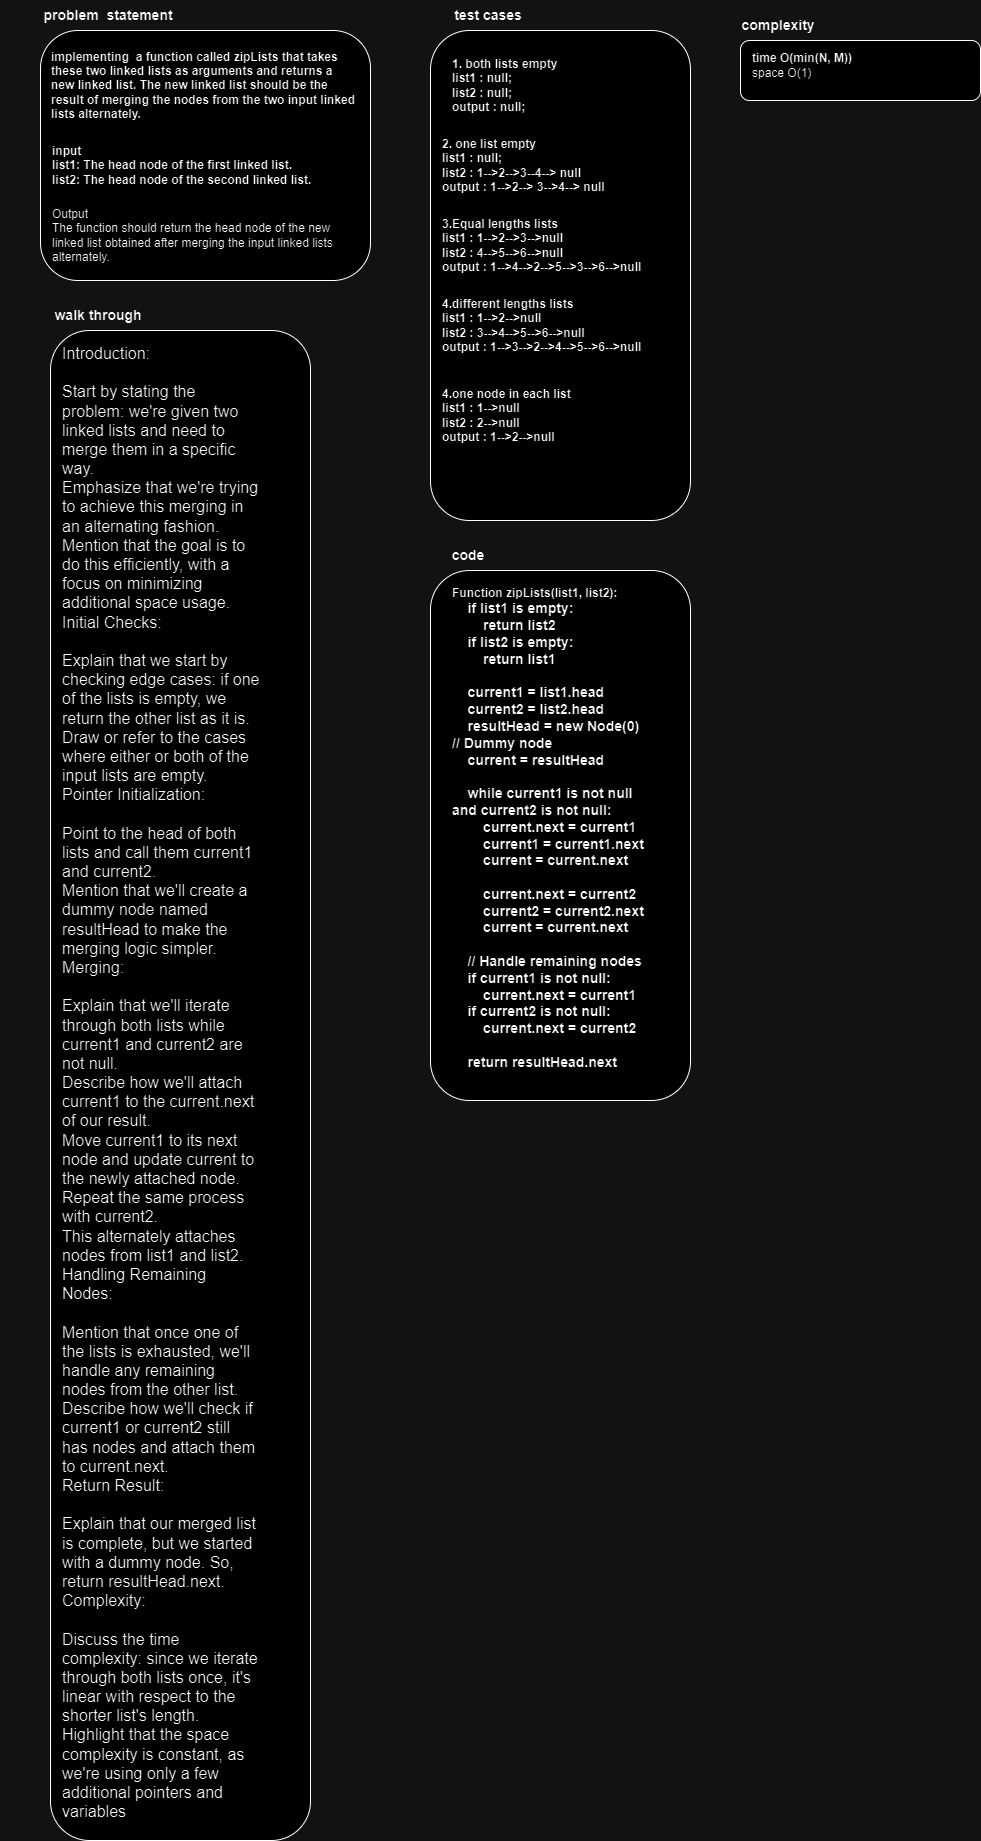 problem  statement
implementing  a function called zipLists that takes
these two linked lists as arguments and returns a
new linked list. The new linked list should be the
result of merging the nodes from the two input linked
lists alternately.
input
list1: The head node of the first linked list.
list2: The head node of the second linked list.
Output
The function should return the head node of the new
linked list obtained after merging the input linked lists
alternately.
walk through
Introduction:
Start by stating the
problem: we're given two
linked lists and need to
merge them in a specific
way.
Emphasize that we're trying
to achieve this merging in
an alternating fashion.
Mention that the goal is to
do this efficiently, with a
focus on minimizing
additional space usage.
Initial Checks:
Explain that we start by
checking edge cases: if one
of the lists is empty, we
return the other list as it is.
Draw or refer to the cases
where either or both of the
input lists are empty.
Pointer Initialization:
Point to the head of both
lists and call them current1
and current2.
Mention that we'll create a
dummy node named
resultHead to make the
merging logic simpler.
Merging:
Explain that we'll iterate
through both lists while
current1 and current2 are
not null.
Describe how we'll attach
current1 to the current.next
of our result.
Move current1 to its next
node and update current to
the newly attached node.
Repeat the same process
with current2.
This alternately attaches
nodes from list1 and list2.
Handling Remaining
Nodes:
Mention that once one of
the lists is exhausted, we'll
handle any remaining
nodes from the other list.
Describe how we'll check if
current1 or current2 still
has nodes and attach them
to current.next.
Return Result:
Explain that our merged list
is complete, but we started
with a dummy node. So,
return resultHead.next.
Complexity:
Discuss the time
complexity: since we iterate
through both lists once, it's
linear with respect to the
shorter list's length.
Highlight that the space
complexity is constant, as
we're using only a few
additional pointers and
variables
test cases
1. both lists empty
list1 : null;
list2 : null;
output : null;
2. one list empty
list1 : null;
list2 : 1-->2-->3--4--> null
output : 1-->2--> 3-->4--> null
3.Equal lengths lists
list1 : 1-->2-->3-->null
list2 : 4-->5-->6-->null
output : 1-->4-->2-->5-->3-->6-->null
4.different lengths lists
list1 : 1-->2-->null
list2 : 3-->4-->5-->6-->null
output : 1-->3-->2-->4-->5-->6-->null
4.one node in each list
list1 : 1-->null
list2 : 2-->null
output : 1-->2-->null
code
Function zipLists(list1, list2):
if list1 is empty:
return list2
if list2 is empty:
return list1
current1 = list1.head
current2 = list2.head
resultHead = new Node(0)
// Dummy node
current = resultHead
while current1 is not null
and current2 is not null:
current.next = current1
current1 = current1.next
current = current.next
current.next = current2
current2 = current2.next
current = current.next
// Handle remaining nodes
if current1 is not null:
current.next = current1
if current2 is not null:
current.next = current2
return resultHead.next
complexity
time O(min(N, M))
space O(1)